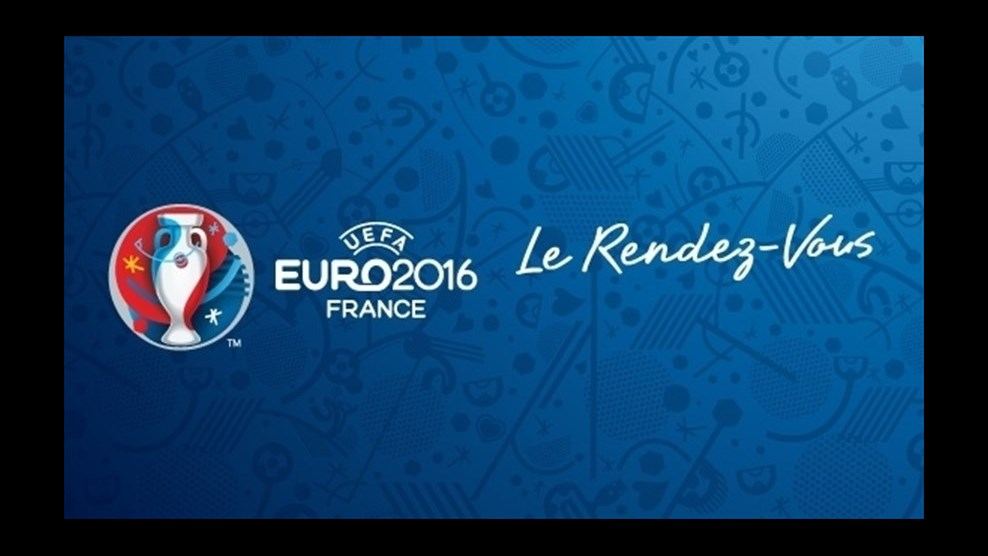 UEFA
EURO2016
FRANCE
TM
Le Rendez-Vous